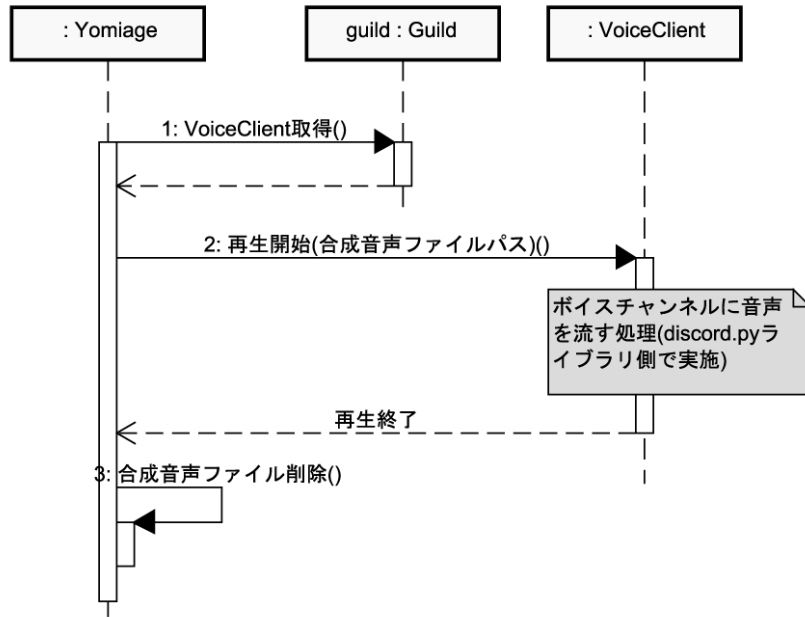 : Yomiage
guild : Guild
: VoiceClient
1: VoiceClient取得()
2: 再生開始(合成音声ファイルパス)()
ボイスチャンネルに音声
を流す処理(discord.pyラ
イブラリ側で実施)
再生終了
3: 合成音声ファイル削除()